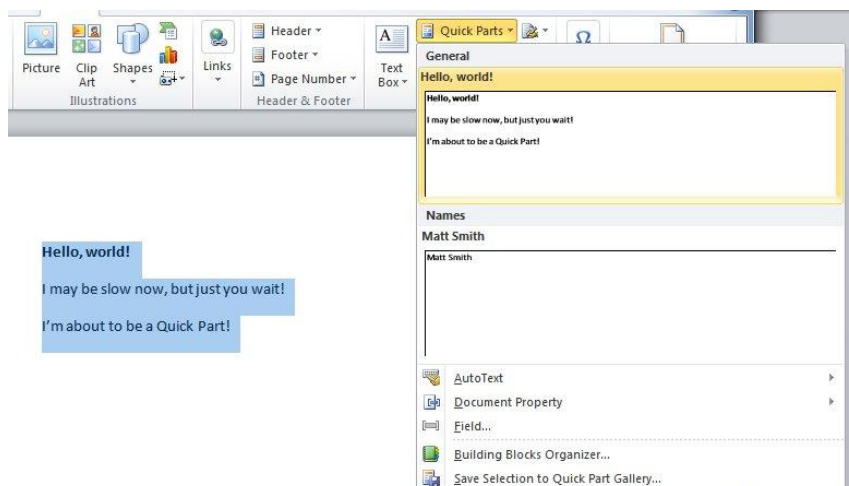 Picture
Clip
Art
Shapes
Illustrations
Links
Header
Footer
Page Number
Header & Footer
A
Text
Box
Quick Parts
Ω
General
Hello, world!
Hello, world!
I may be slow now, but just you wait!
I'm about to be a Quick Part!
Names
Matt Smith
Matt Smith
AutoText
Document Property
Field...
Building Blocks Organizer...
Save Selection to Quick Part Gallery...
Hello, world!
I may be slow now, but just you wait!
I'm about to be a Quick Part!